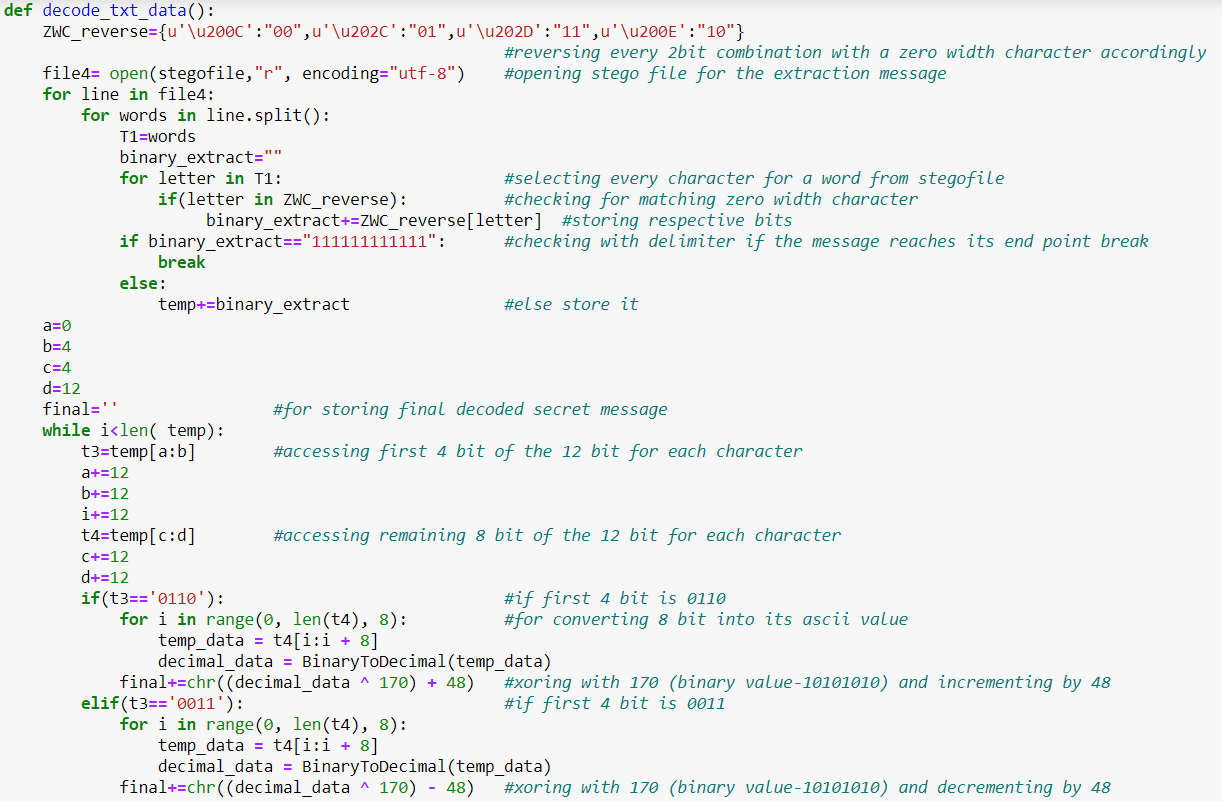 def decode_txt_data():
    ZWC_reverse={u'\u200C':"00",u'\u202C':"01",u'\u202D':"11",u'\u200E':"10"}
                                                #reversing every 2bit combination with a zero width character accordingly
    file4= open(stegofile,"r", encoding="utf-8")    #opening stego file for the extraction message
    for line in file4:
        for words in line.split():
            T1=words
            binary_extract=""
            for letter in T1:                   #selecting every character for a word from stegofile
                if(letter in ZWC_reverse):      #checking for matching zero width character
                     binary_extract+=ZWC_reverse[letter]  #storing respective bits
            if binary_extract=="111111111111":      #checking with delimiter if the message reaches its end point break
                break
            else:
                temp+=binary_extract                #else store it
    a=0
    b=4
    c=4
    d=12
    final=''                #for storing final decoded secret message
    while i<len( temp):
        t3=temp[a:b]        #accessing first 4 bit of the 12 bit for each character
        a+=12
        b+=12
        i+=12
        t4=temp[c:d]        #accessing remaining 8 bit of the 12 bit for each character
        c+=12
        d+=12
        if(t3=='0110'):                             #if first 4 bit is 0110
            for i in range(0, len(t4), 8):          #for converting 8 bit into its ascii value
                temp_data = t4[i:i + 8]
                decimal_data = BinaryToDecimal(temp_data)
            final+=chr((decimal_data ^ 170) + 48)   #xoring with 170 (binary value-10101010) and incrementing by 48
        elif(t3=='0011'):                           #if first 4 bit is 0011
            for i in range(0, len(t4), 8):
                temp_data = t4[i:i + 8]
                decimal_data = BinaryToDecimal(temp_data)
            final+=chr((decimal_data ^ 170) - 48)   #xoring with 170 (binary value-10101010) and decrementing by 48